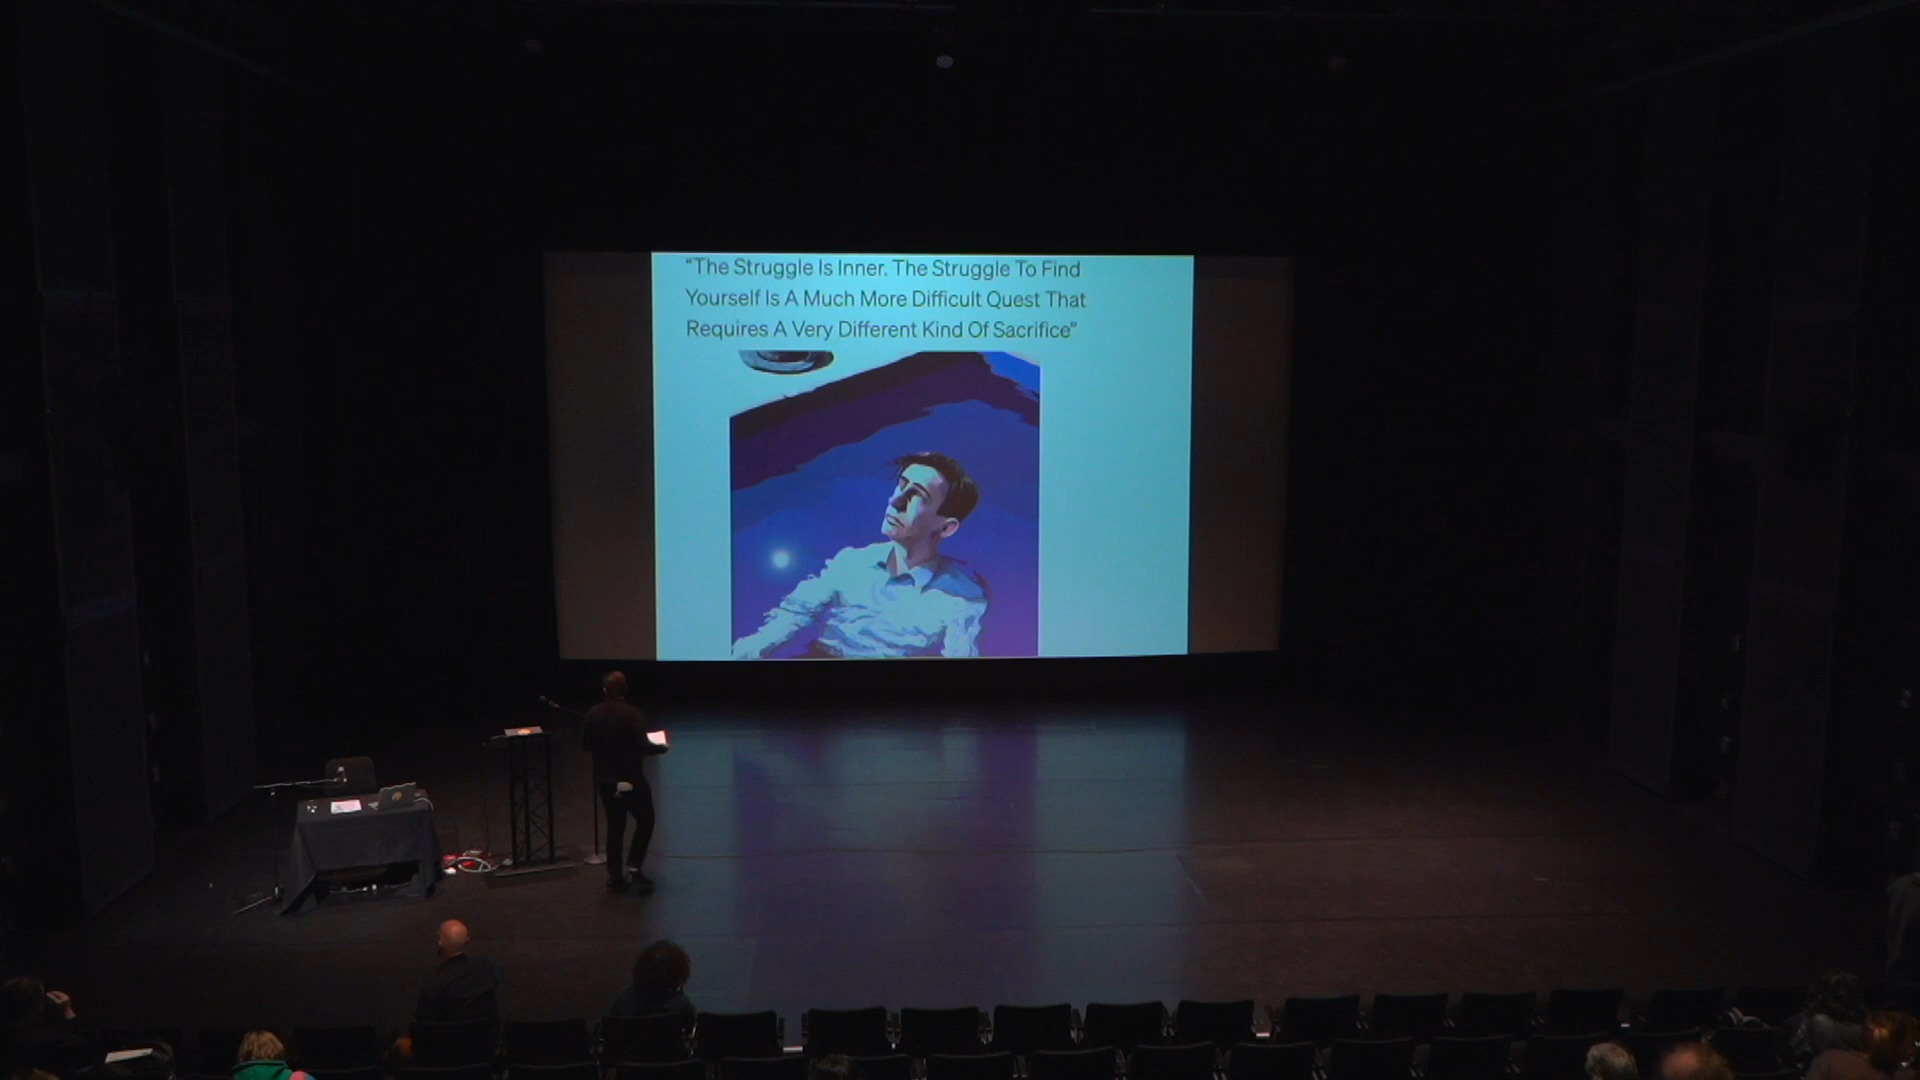 “The Struggle Is Inner. The Struggle To Find
Yourself Is A Much More Difficult Quest That
Requires A Very Different Kind Of Sacrifice”